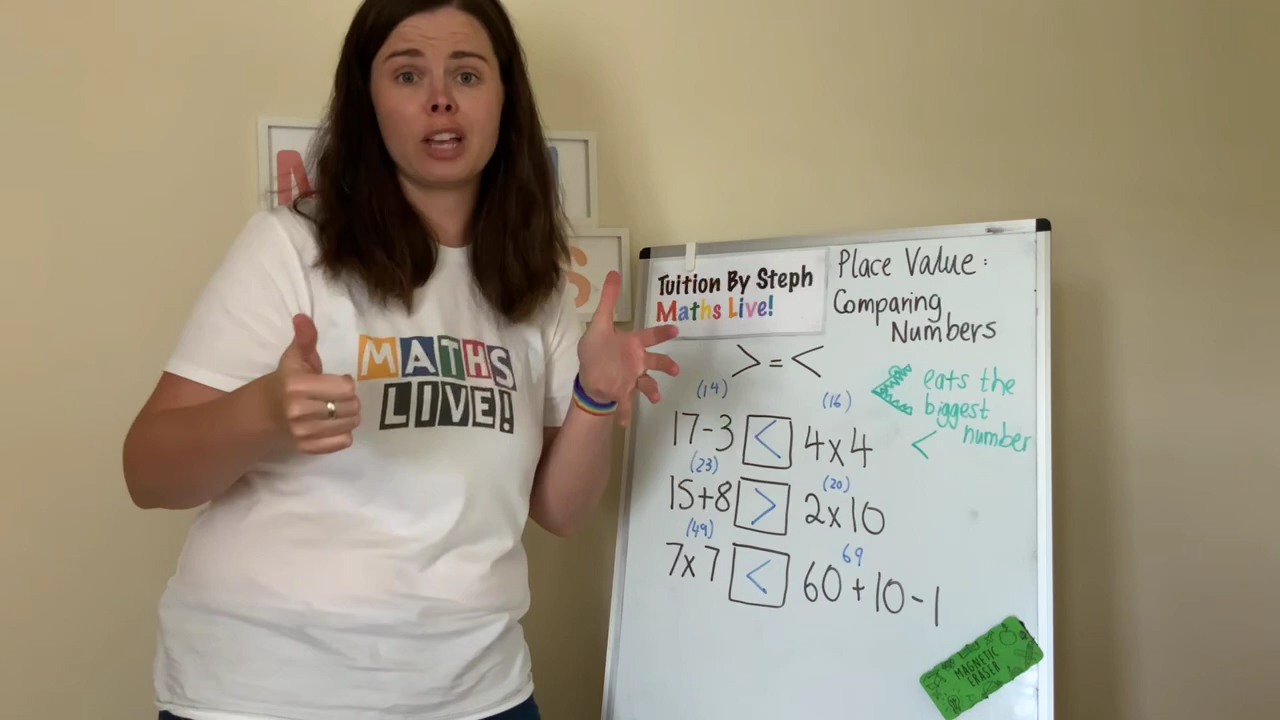 M
S
MATHS
LIVE!
Tuition By Steph
Maths Live!
Place Value:
Comparing
Numbers
> = <
eats the
biggest
number
<
(14) (16)
17-3 < 4x4
(23) (20)
15+8 > 2x10
(49) 69
7x7 < 60+10-1
MAGNETIC
ERASER